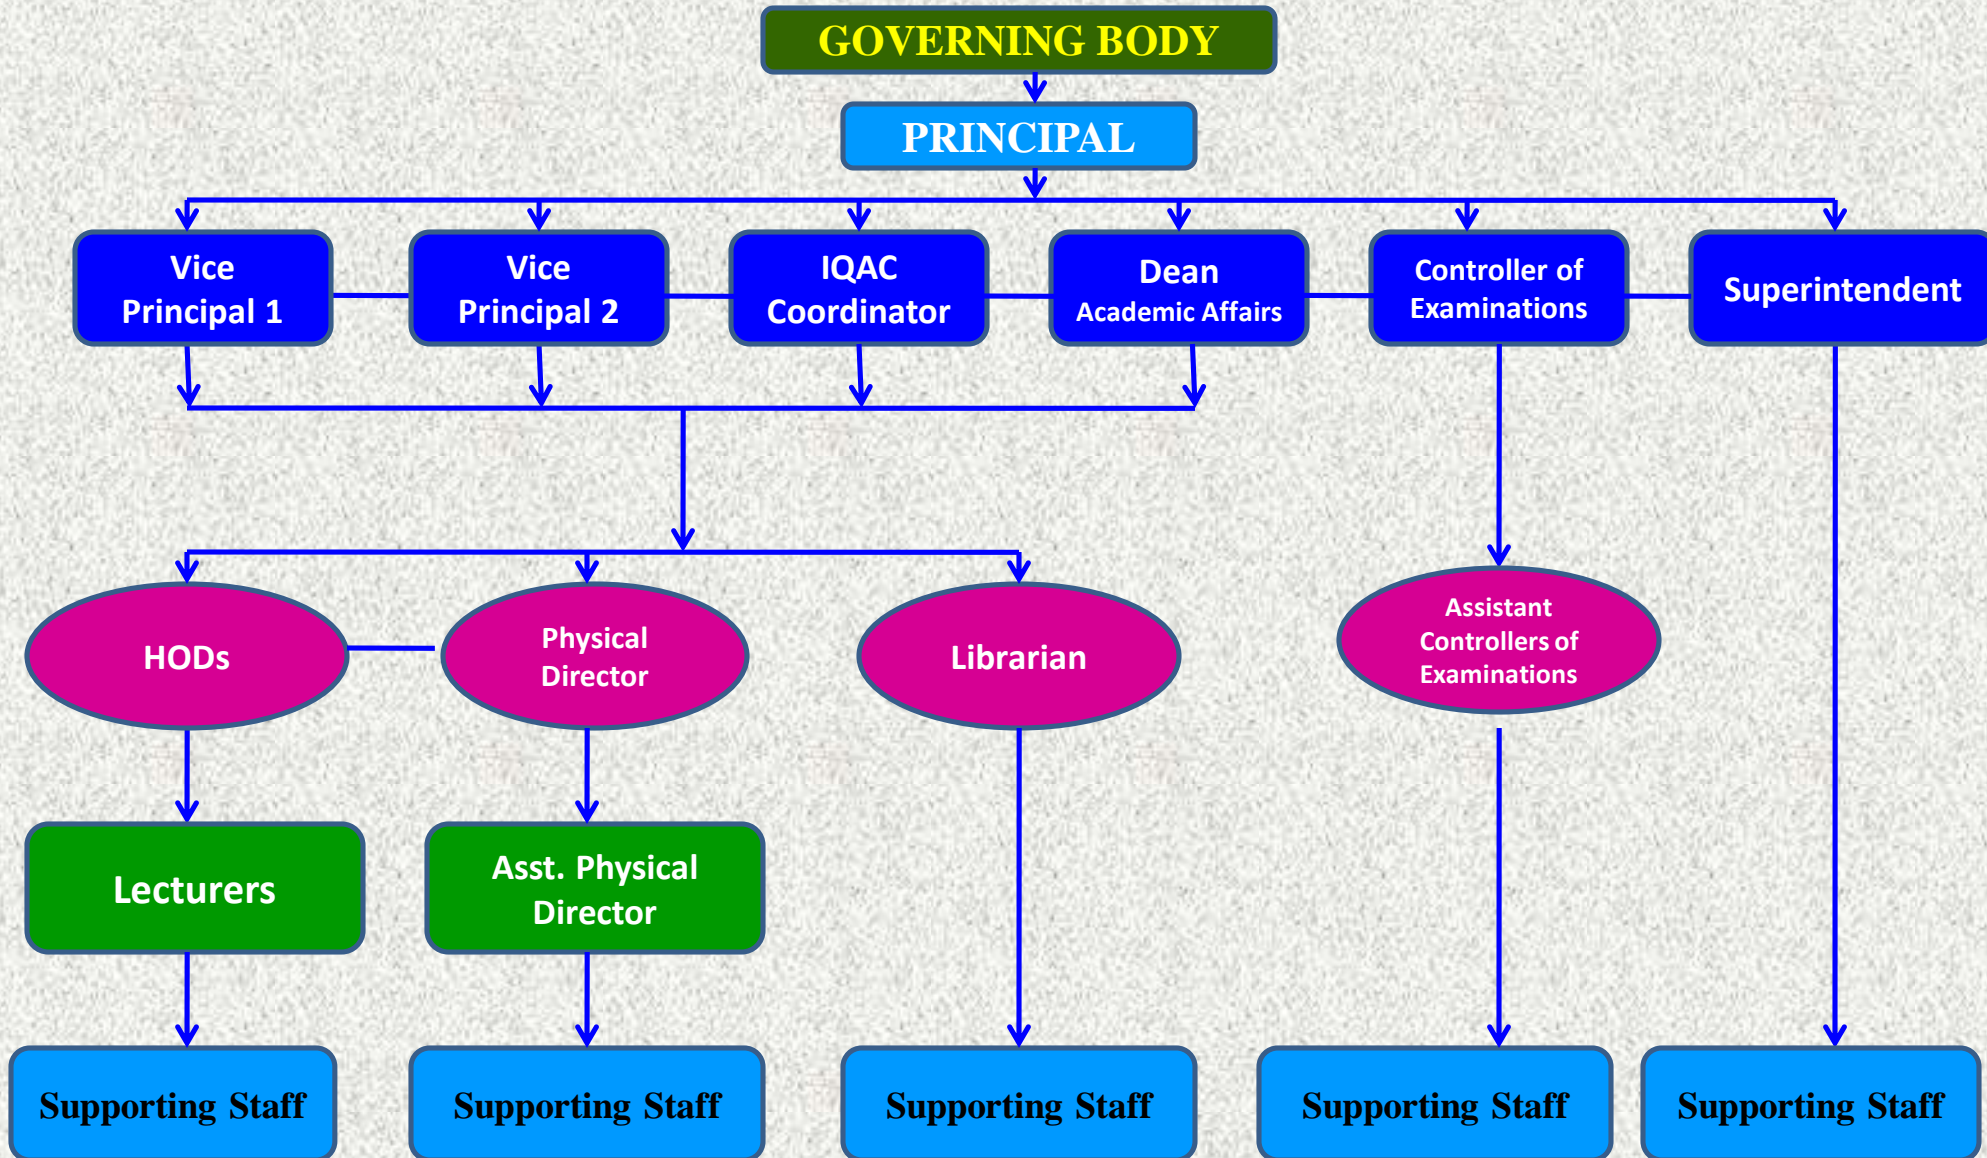 GOVERNING BODY
PRINCIPAL
Vice
Principal 1
Vice
Principal 2
IQAC
Coordinator
Dean
Academic Affairs
Controller of
Examinations
Superintendent
HODs
Physical
Director
Librarian
Assistant
Controllers of
Examinations
Lecturers
Asst. Physical
Director
Supporting Staff
Supporting Staff
Supporting Staff
Supporting Staff
Supporting Staff